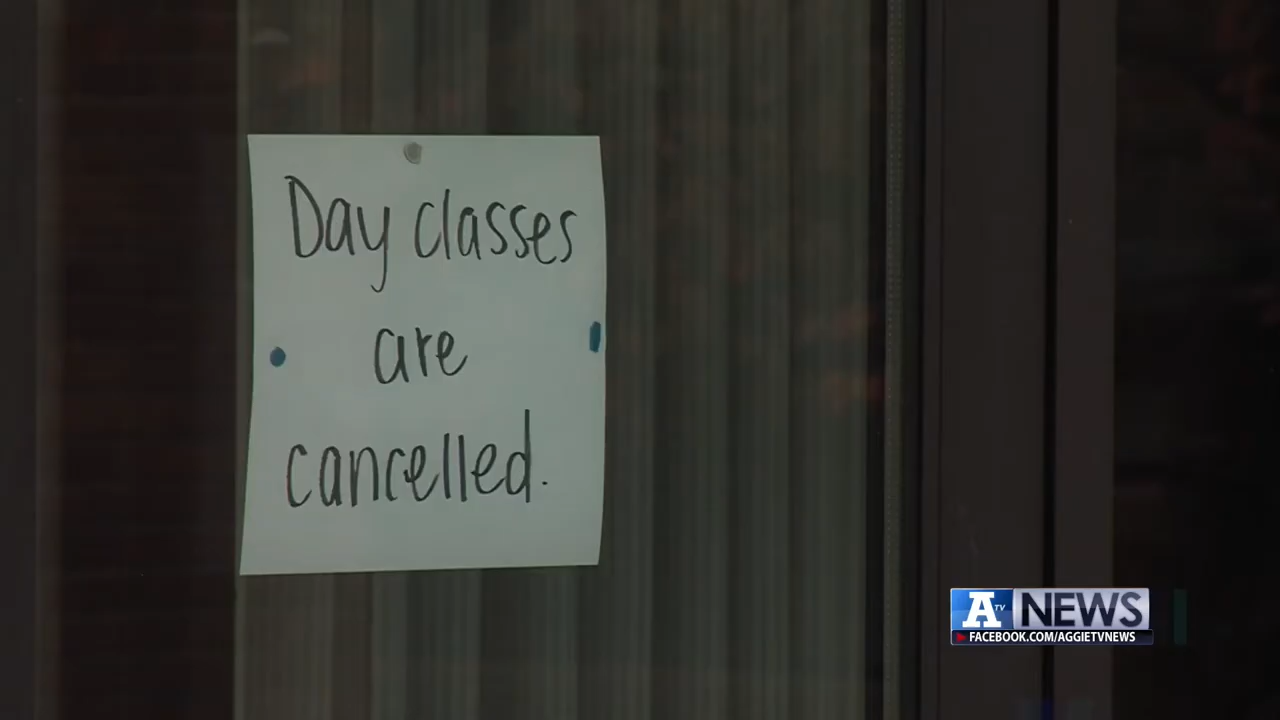 Day classes
are
cancelled.
ATV NEWS
FACEBOOK.COM/AGGIETVNEWS